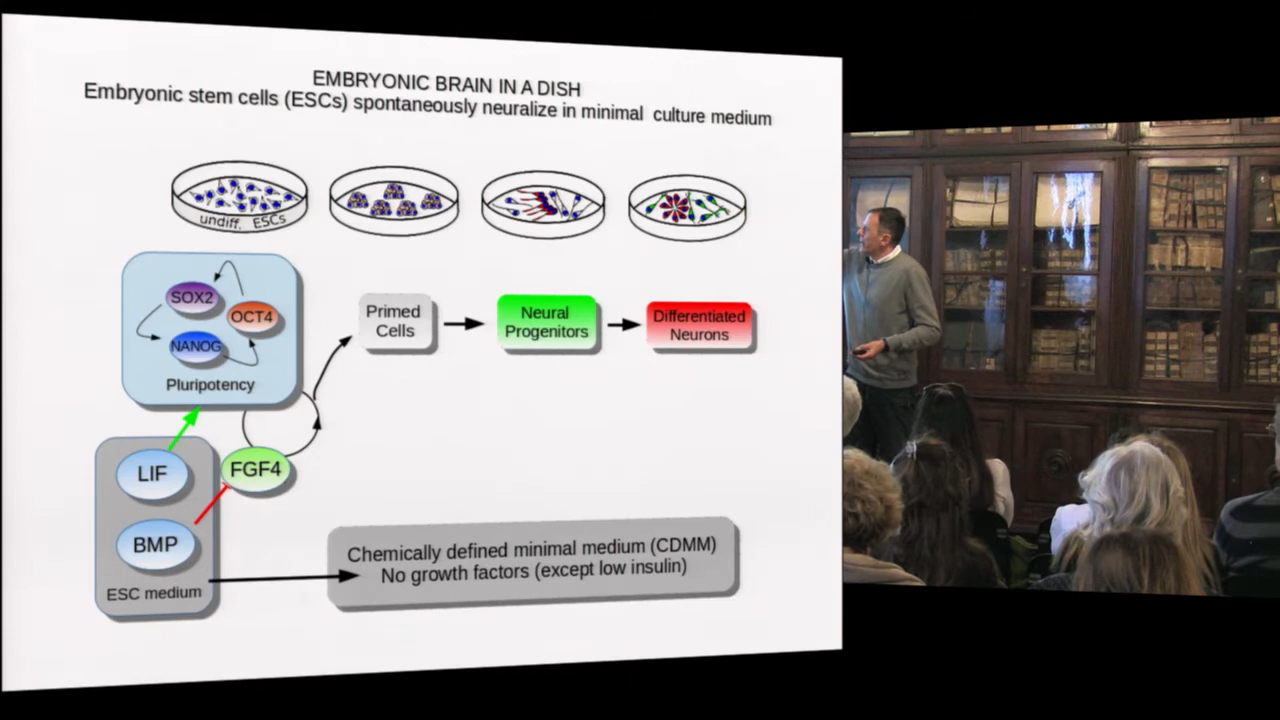 EMBRYONIC BRAIN IN A DISH
Embryonic stem cells (ESCs) spontaneously neuralize in minimal culture medium
undiff. ESCs
SOX2
OCT4
NANOG
Pluripotency
Primed
Cells
Neural
Progenitors
Differentiated
Neurons
LIF
FGF4
BMP
ESC medium
Chemically defined minimal medium (CDMM)
No growth factors (except low insulin)